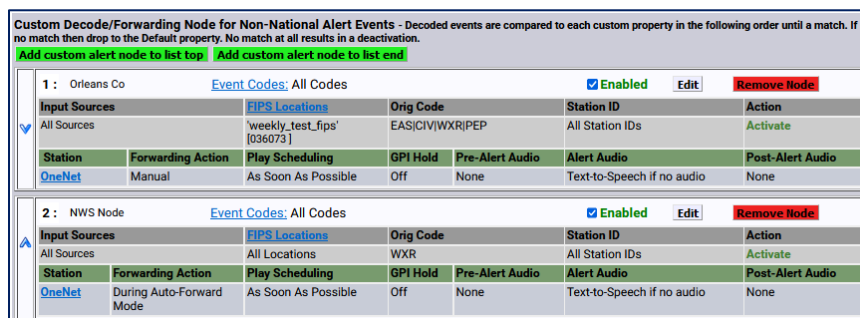 Custom Decode/Forwarding Node for Non-National Alert Events - Decoded events are compared to each custom property in the following order until a match. If
no match then drop to the Default property. No match at all results in a deactivation.
Add custom alert node to list top Add custom alert node to list end
1 : Orleans Co Event Codes: All Codes Enabled Edit Remove Node
Input Sources FIPS Locations Orig Code Station ID Action
All Sources 'weekly_test_fips' EAS|CIV|WXR|PEP All Station IDs Activate
[036073 ]
Station Forwarding Action Play Scheduling GPI Hold Pre-Alert Audio Alert Audio Post-Alert Audio
OneNet Manual As Soon As Possible Off None Text-to-Speech if no audio None
2 : NWS Node Event Codes: All Codes Enabled Edit Remove Node
Input Sources FIPS Locations Orig Code Station ID Action
All Sources All Locations WXR All Station IDs Activate
Station Forwarding Action Play Scheduling GPI Hold Pre-Alert Audio Alert Audio Post-Alert Audio
OneNet During Auto-Forward As Soon As Possible Off None Text-to-Speech if no audio None
Mode